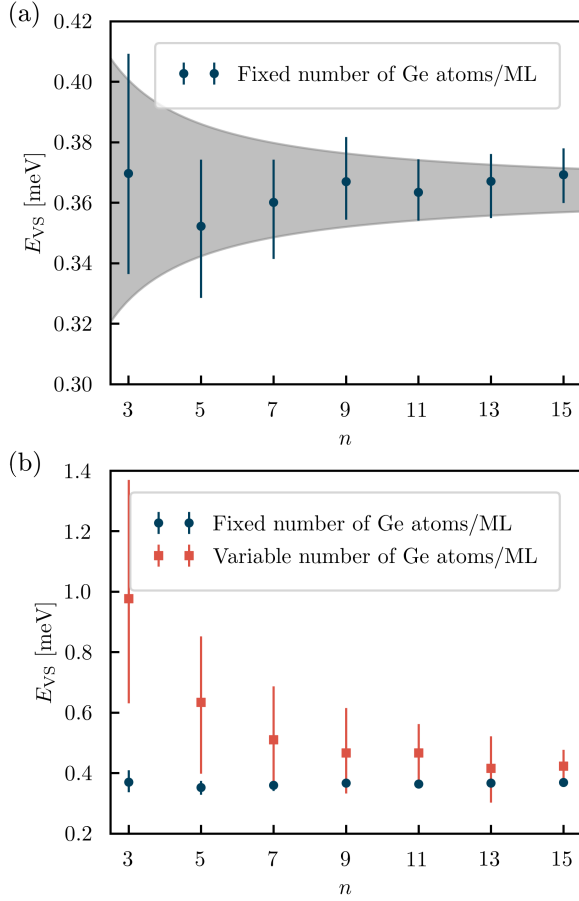 (a)
0.42
0.40
0.38
0.36
0.34
0.32
0.30
E_VS [meV]
Fixed number of Ge atoms/ML
3 5 7 9 11 13 15
n
(b)
1.4
1.2
1.0
0.8
0.6
0.4
0.2
E_VS [meV]
Fixed number of Ge atoms/ML
Variable number of Ge atoms/ML
3 5 7 9 11 13 15
n